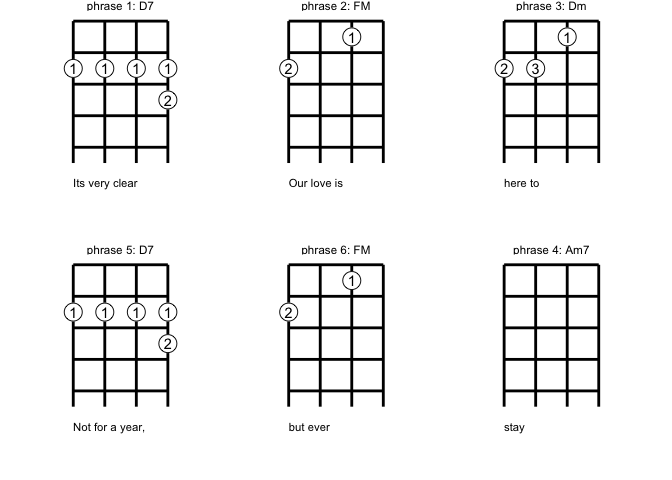 phrase 1: D7
phrase 2: FM
phrase 3: Dm
1
1
2
1 1 1 1
2 3
2
Its very clear
Our love is
here to
phrase 5: D7
phrase 6: FM
phrase 4: Am7
1
1 1 1 1
2
2
Not for a year,
but ever
stay